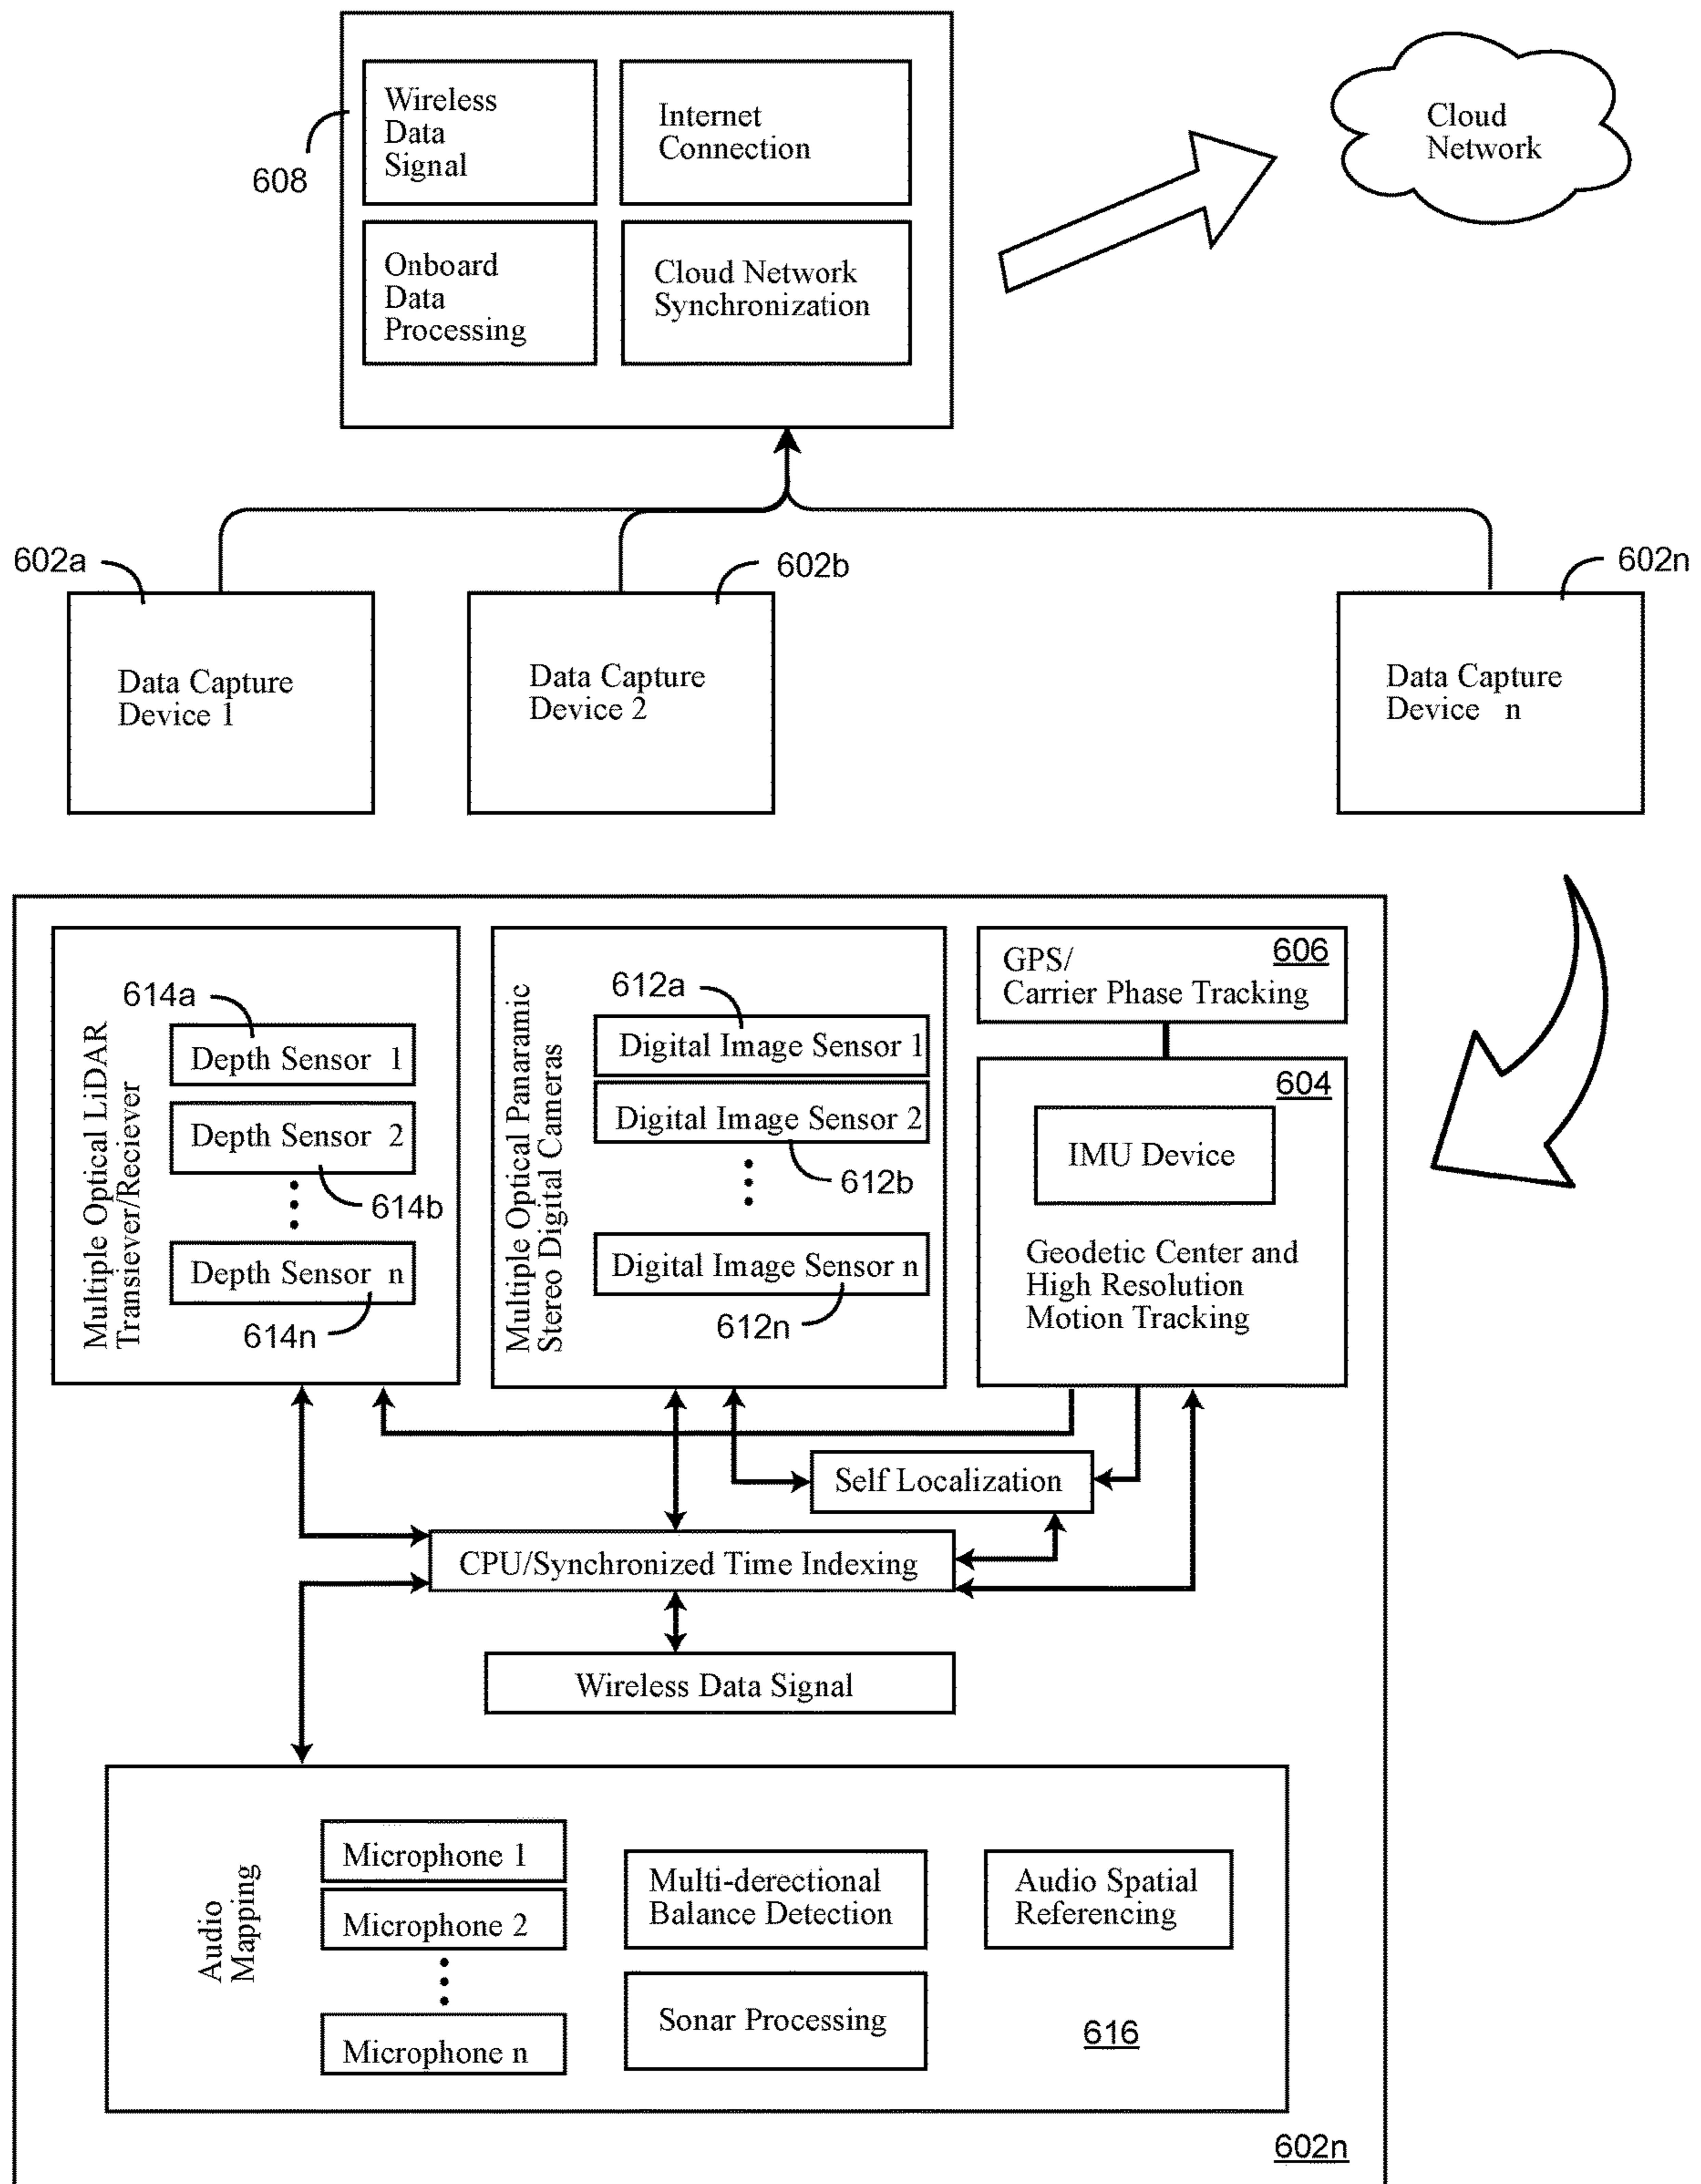 Wireless
Data
Signal
Internet
Connection
608
Onboard
Data
Processing
Cloud Network
Synchronization
Cloud
Network
602a
602b
602n
Data Capture
Device 1
Data Capture
Device 2
Data Capture
Device n
Multiple Optical LiDAR
Transiever/Reciever
614a
Depth Sensor 1
Depth Sensor 2
614b
Depth Sensor n
614n
Multiple Optical Panaramic
Stereo Digital Cameras
612a
Digital Image Sensor 1
Digital Image Sensor 2
612b
Digital Image Sensor n
612n
606
GPS/
Carrier Phase Tracking
604
IMU Device
Geodetic Center and
High Resolution
Motion Tracking
Self Localization
CPU/Synchronized Time Indexing
Wireless Data Signal
Audio
Mapping
Microphone 1
Microphone 2
Microphone n
Multi-derectional
Balance Detection
Sonar Processing
Audio Spatial
Referencing
616
602n